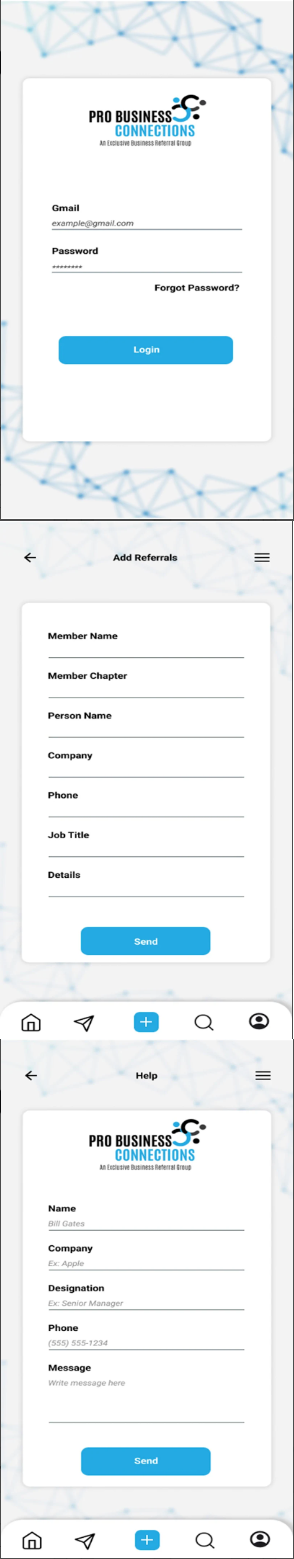 PRO BUSINESS
CONNECTIONS
An Exclusive Business Referral Group
Gmail
example@gmail.com
Password
********
Forgot Password?
Login
Add Referrals
Member Name
Member Chapter
Person Name
Company
Phone
Job Title
Details
Send
Help
PRO BUSINESS
CONNECTIONS
An Exclusive Business Referral Group
Name
Bill Gates
Company
Ex: Apple
Designation
Ex: Senior Manager
Phone
(555) 555-1234
Message
Write message here
Send